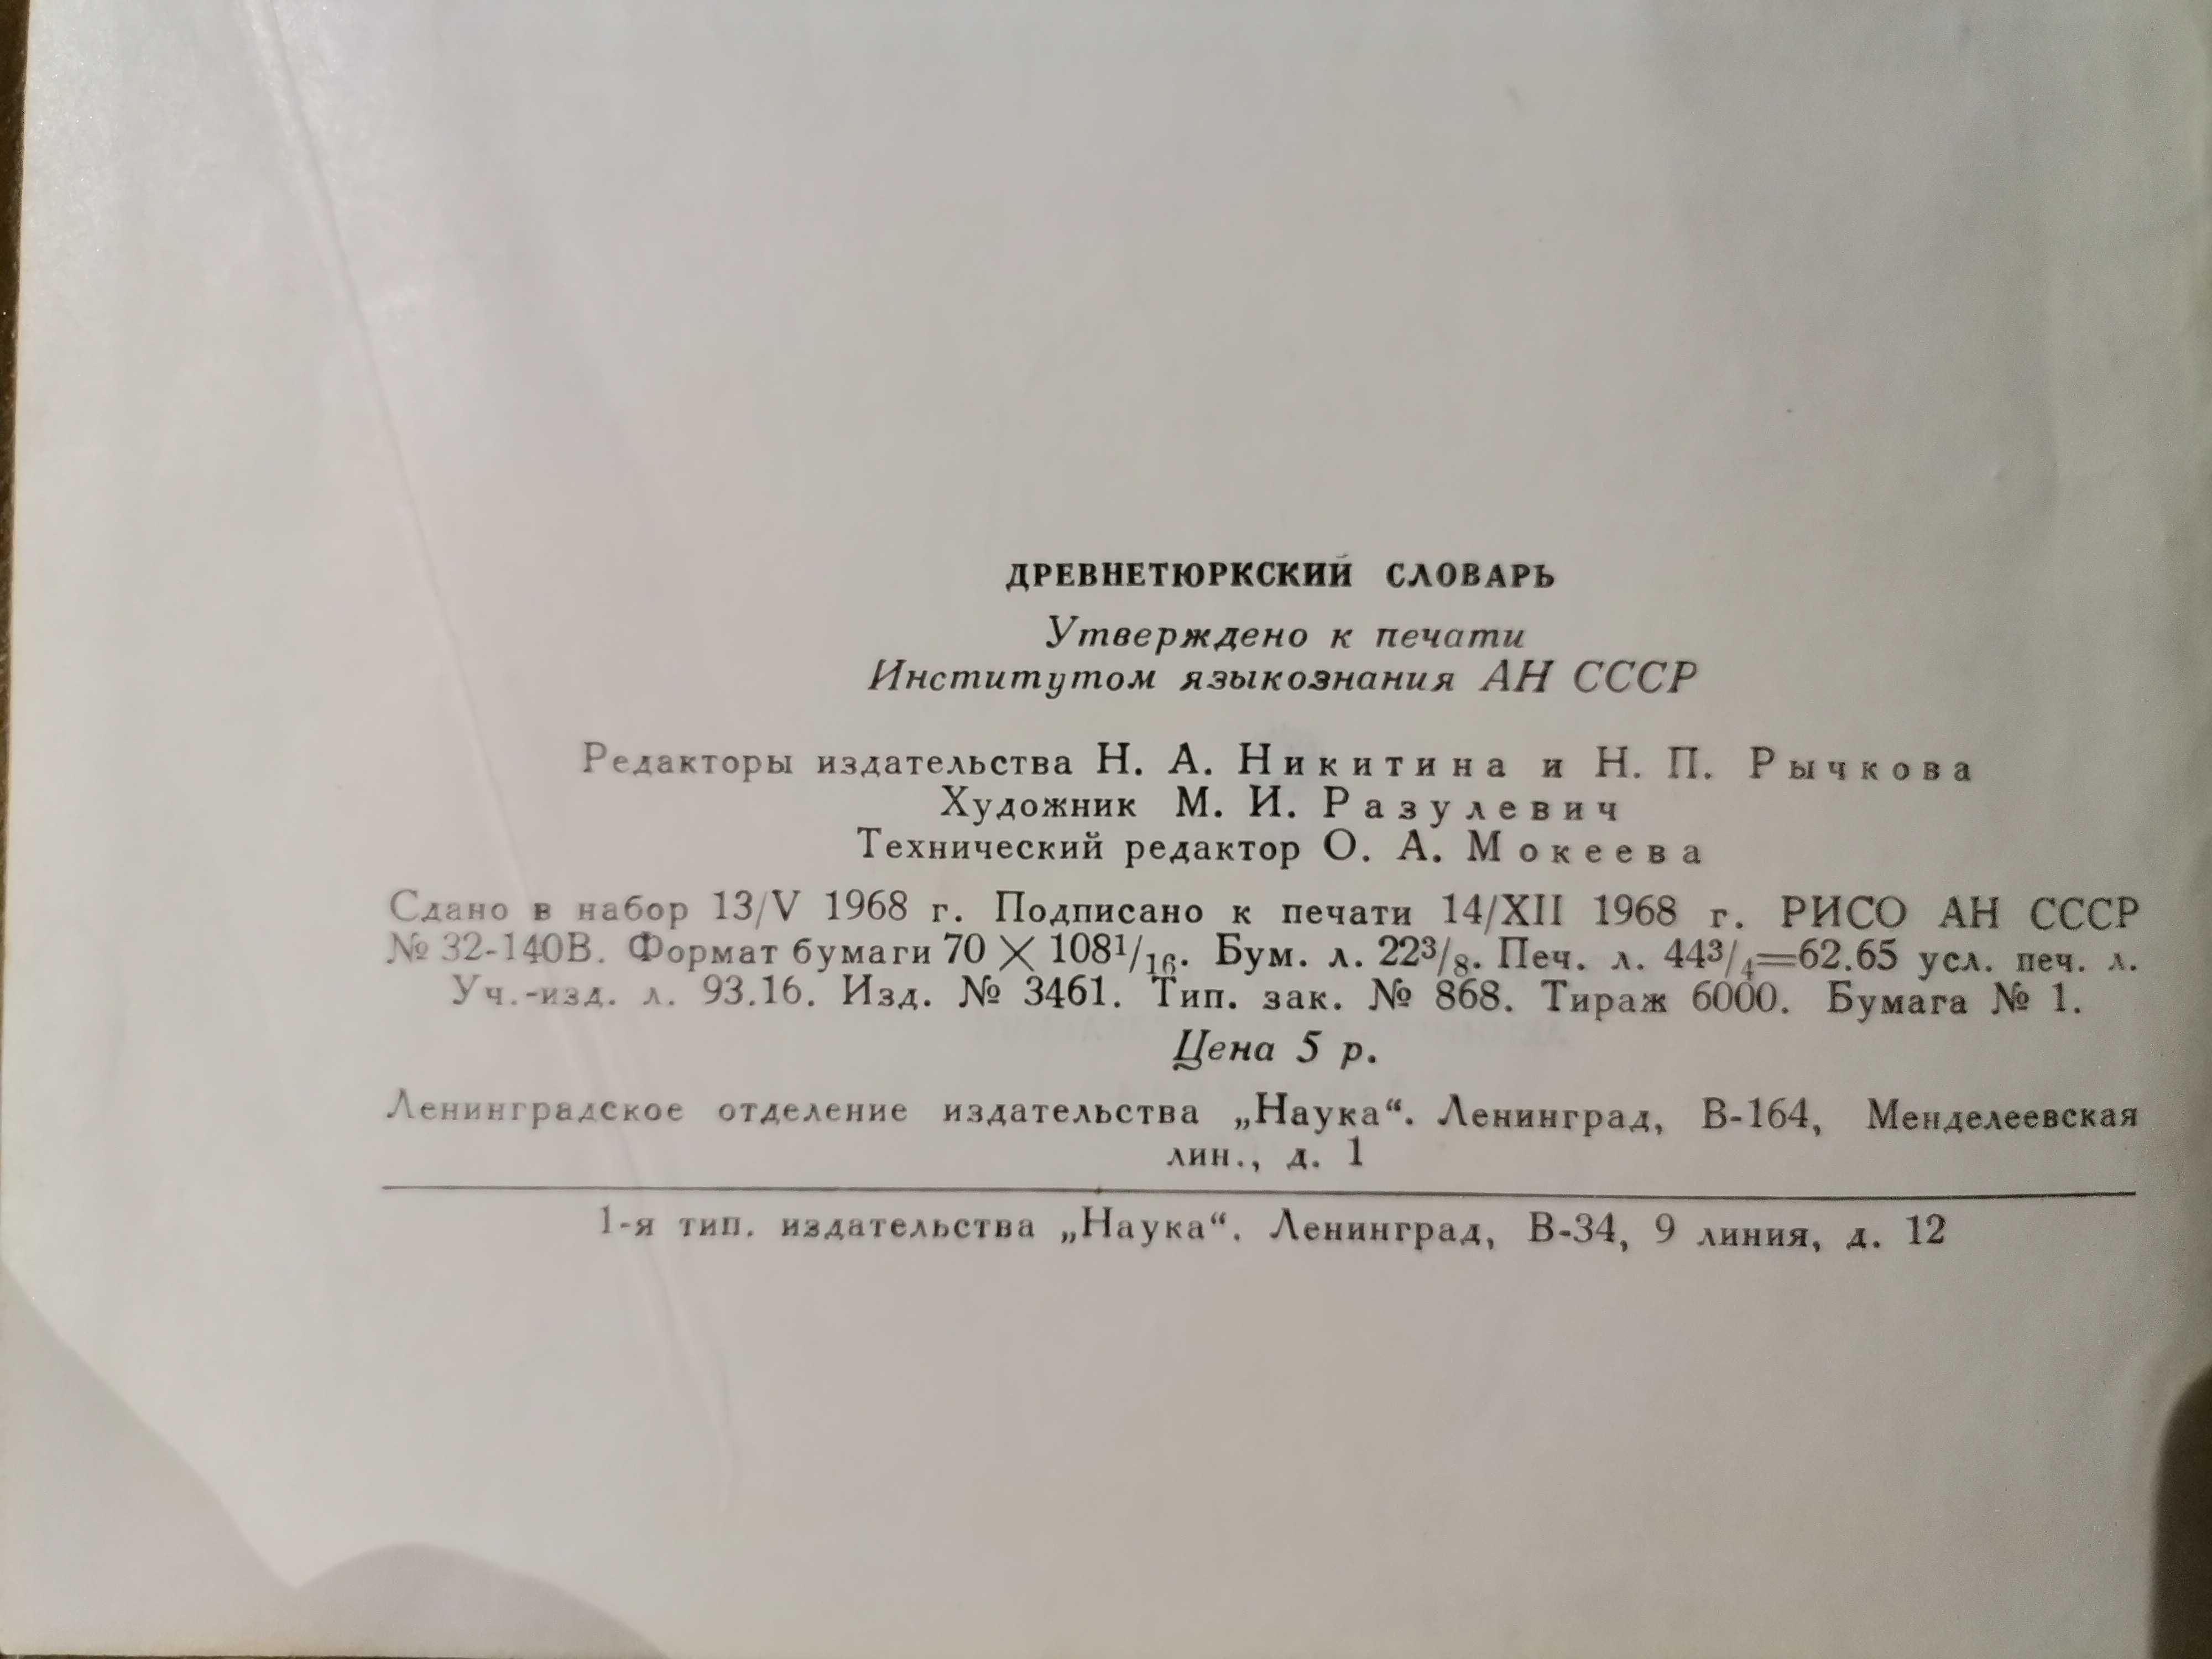 ДРЕВНЕТЮРКСКИЙ СЛОВАРЬ
Утверждено к печати
Институтом языкознания АН СССР
Редакторы издательства Н. А. Никитина и Н. П. Рычкова
Художник М. И. Разулевич
Технический редактор О. А. Мокеева
Сдано в набор 13/V 1968 г. Подписано к печати 14/XII 1968 г. РИСО АН СССР
№ 32-140В. Формат бумаги 70 × 108¹/₁₆. Бум. л. 22³/₈. Печ. л. 44³/₄=62.65 усл. печ. л.
Уч.-изд. л. 93.16. Изд. № 3461. Тип. зак. № 868. Тираж 6000. Бумага № 1.
Цена 5 р.
Ленинградское отделение издательства „Наука“. Ленинград, В-164, Менделеевская
лин., д. 1
1-я тип. издательства „Наука“. Ленинград, В-34, 9 линия, д. 12